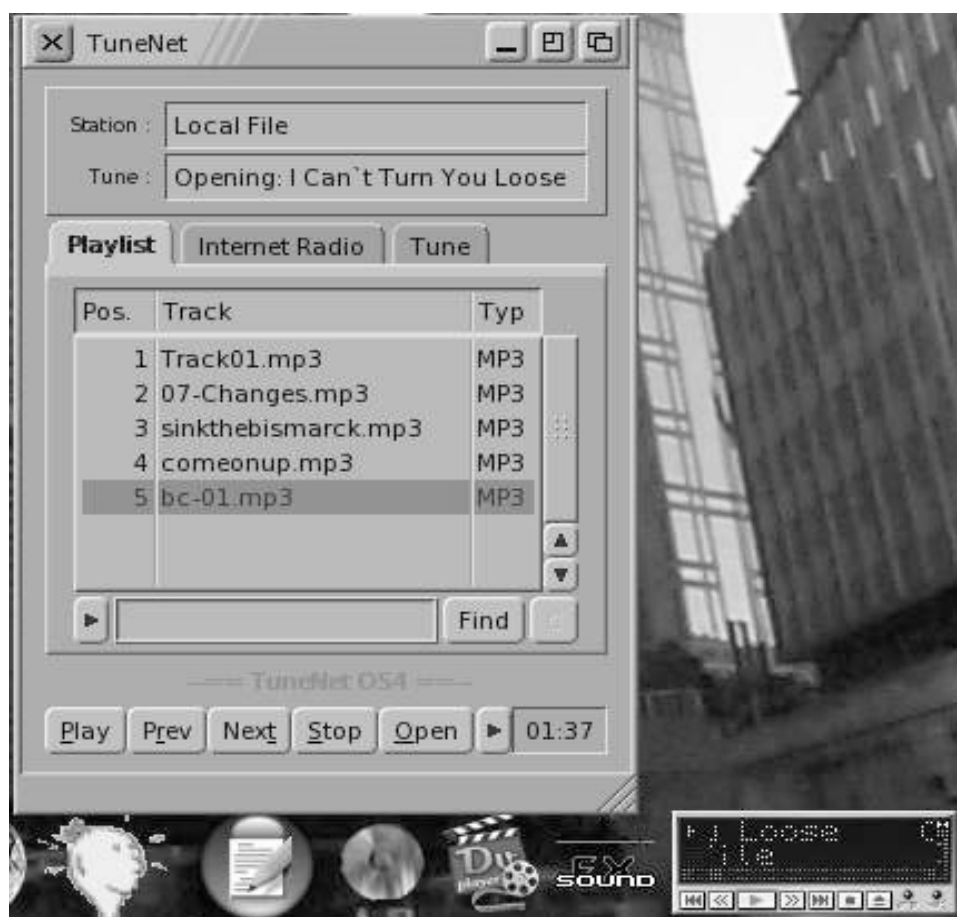 TuneNet
Station : Local File
Tune : Opening: I Can`t Turn You Loose
Playlist Internet Radio Tune
Pos. Track Typ
1 Track01.mp3 MP3
2 07-Changes.mp3 MP3
3 sinkthebismarck.mp3 MP3
4 comeonup.mp3 MP3
5 bc-01.mp3 MP3
Find
---=== TuneNet OS4 ===---
Play Prev Next Stop Open 01:37
player
FX
SOUND
Loose